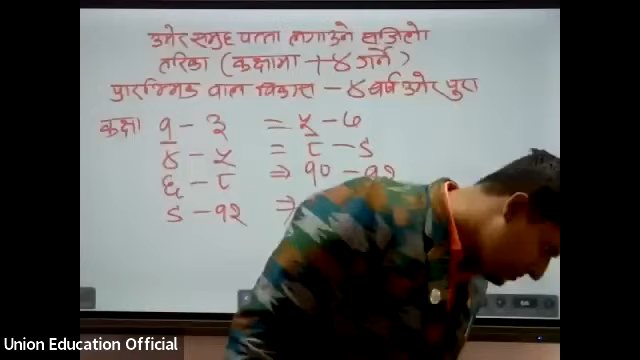 उमेर समुह पत्ता लगाउने सजिलो
तरिका (कक्षामा +४ गर्ने)
प्रारम्भिक बाल विकास – ४ वर्ष उमेर पुरा
कक्षा १ – ३ = ५ – ७
४ – ५ = ८ – ९
६ – ८ ⇒ १० – १२
९ – १२ ⇒
Union Education Official